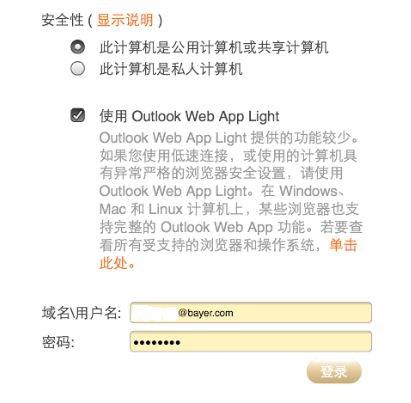 安全性 ( 显示说明 )
此计算机是公用计算机或共享计算机
此计算机是私人计算机
使用 Outlook Web App Light
Outlook Web App Light 提供的功能较少。
如果您使用低速连接，或使用的计算机具
有异常严格的浏览器安全设置，请使用
Outlook Web App Light。在 Windows、
Mac 和 Linux 计算机上，某些浏览器也支
持完整的 Outlook Web App 功能。若要查
看所有受支持的浏览器和操作系统，单击
此处。
域名\用户名: @bayer.com
密码: ••••••••
登录